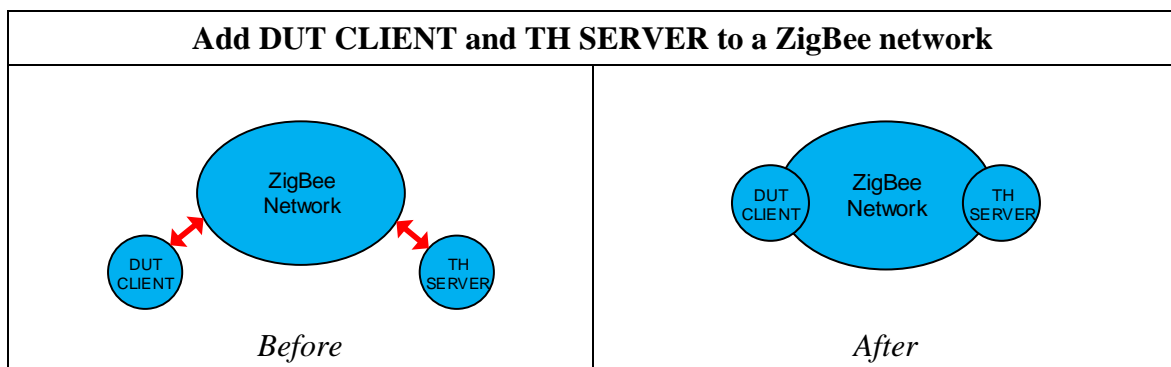 Add DUT CLIENT and TH SERVER to a ZigBee network
ZigBee
Network
DUT
CLIENT
TH
SERVER
Before
DUT
CLIENT
ZigBee
Network
TH
SERVER
After